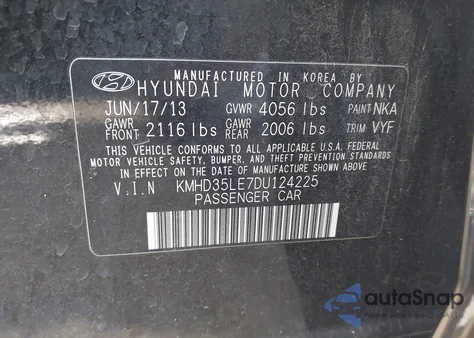 MANUFACTURED IN KOREA BY
HYUNDAI MOTOR COMPANY
JUN/17/13 GVWR 4056 lbs PAINT NKA
GAWR FRONT 2116 lbs GAWR REAR 2006 lbs TRIM VYF
THIS VEHICLE CONFORMS TO ALL APPLICABLE U.S.A. FEDERAL
MOTOR VEHICLE SAFETY, BUMPER, AND THEFT PREVENTION STANDARDS
IN EFFECT ON THE DATE OF MANUFACTURE SHOWN ABOVE.
V.I.N KMHD35LE7DU124225
PASSENGER CAR
autoSnap